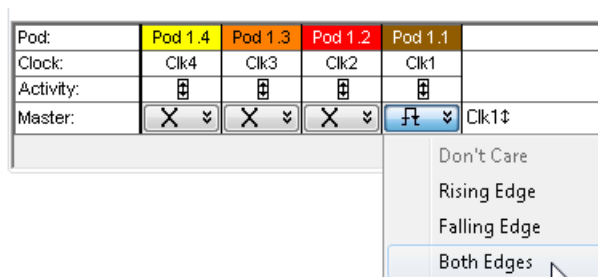 Pod: Pod 1.4 Pod 1.3 Pod 1.2 Pod 1.1
Clock: Clk4 Clk3 Clk2 Clk1
Activity:
Master: X X X Clk1↕
Don't Care
Rising Edge
Falling Edge
Both Edges